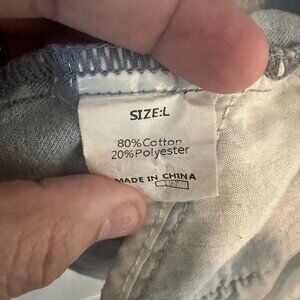 SIZE:L
80%Cotton
20%Polyester
MADE IN CHINA